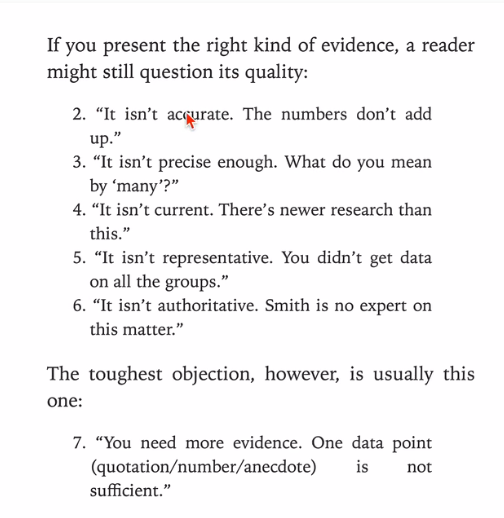 If you present the right kind of evidence, a reader
might still question its quality:
2. “It isn’t accurate. The numbers don’t add
up.”
3. “It isn’t precise enough. What do you mean
by ‘many’?”
4. “It isn’t current. There’s newer research than
this.”
5. “It isn’t representative. You didn’t get data
on all the groups.”
6. “It isn’t authoritative. Smith is no expert on
this matter.”
The toughest objection, however, is usually this
one:
7. “You need more evidence. One data point
(quotation/number/anecdote) is not
sufficient.”